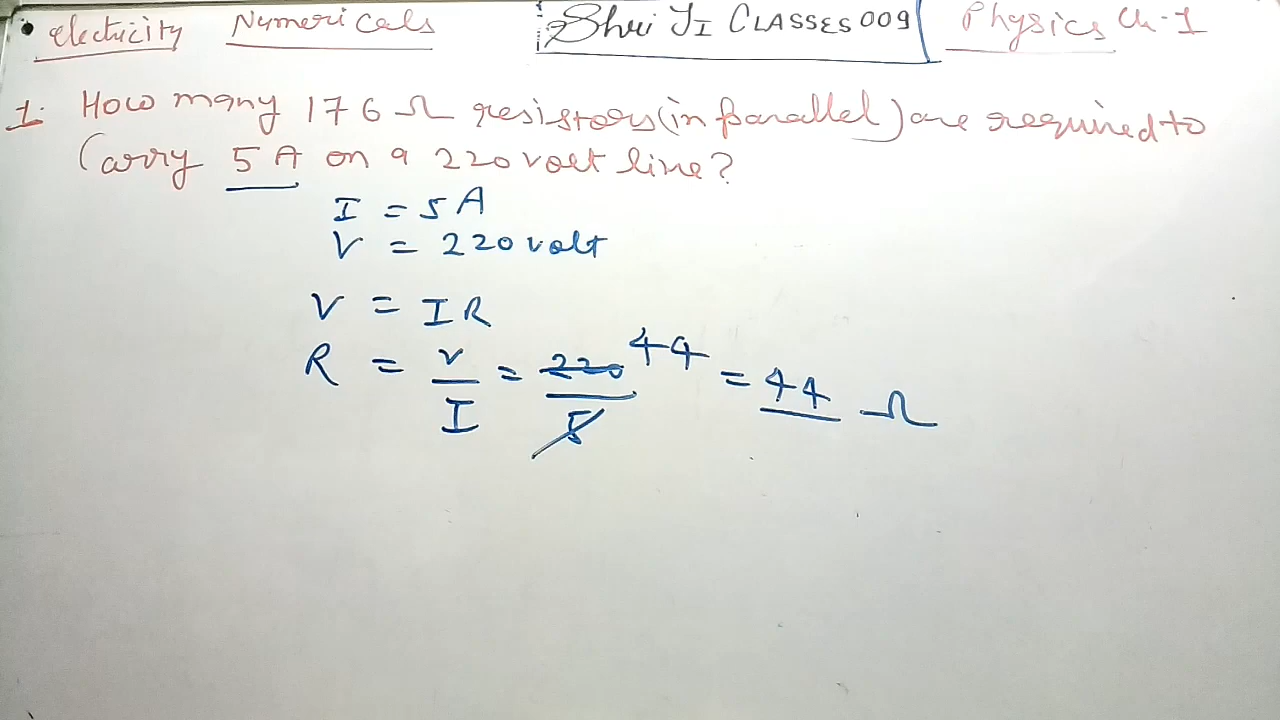 • Electricity Numericals Shri JI CLASSES 009 Physics Ch-1
1. How many 176 Ω resistors (in parallel) are required to
Carry 5 A on a 220 volt line?
I = 5 A
V = 220 volt
V = IR
R = V/I = 220/5 44 = 44 Ω